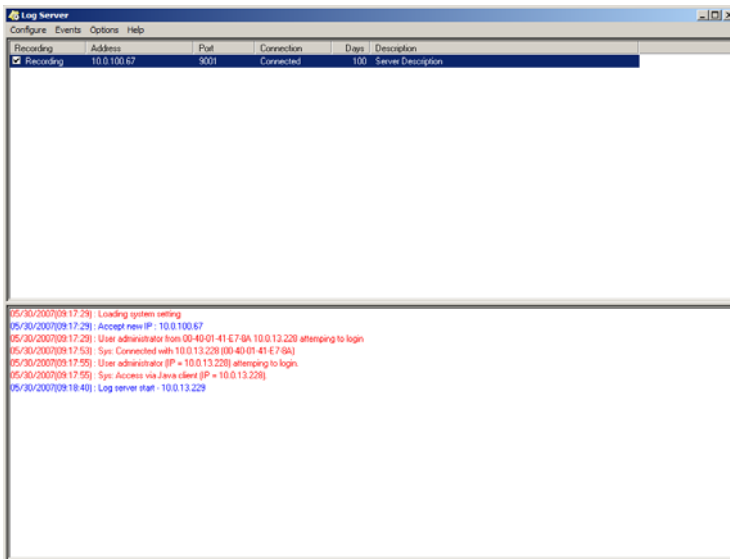 Log Server
Configure Events Options Help
Recording Address Port Connection Days Description
Recording 10.0.100.67 9001 Connected 100 Server Description
05/30/2007(09:17:29) : Loading system setting
05/30/2007(09:17:29) : Accept new IP : 10.0.100.67
05/30/2007(09:17:29) : User administrator from 00-40-01-41-E7-8A 10.0.13.228 attemping to login
05/30/2007(09:17:53) : Sys: Connected with 10.0.13.228 (00-40-01-41-E7-8A)
05/30/2007(09:17:55) : User administrator (IP = 10.0.13.228) attemping to login.
05/30/2007(09:17:55) : Sys: Access via Java client (IP = 10.0.13.228).
05/30/2007(09:18:40) : Log server start - 10.0.13.229